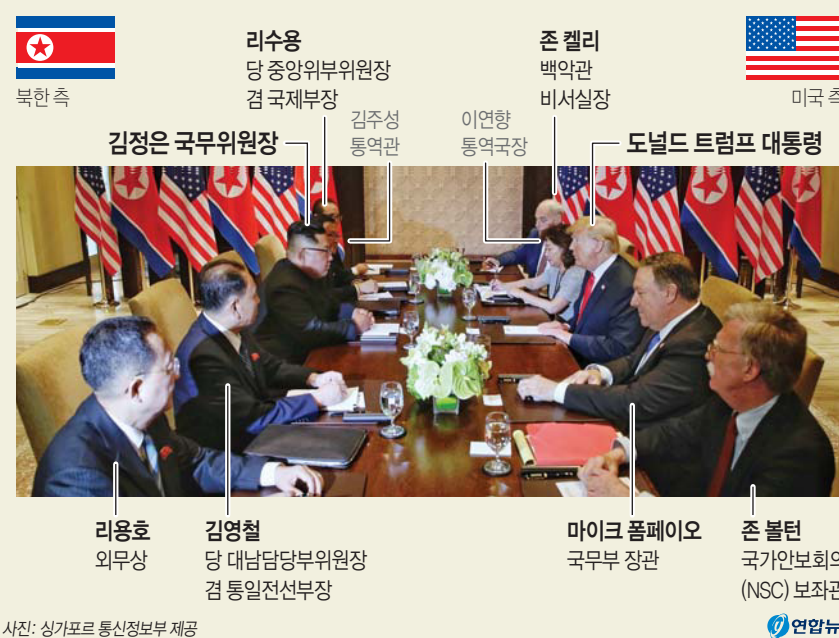 리수용
당 중앙위부위원장
겸 국제부장
존 켈리
백악관
비서실장
북한 측
미국 측
김주성
통역관
이연향
통역국장
김정은 국무위원장
도널드 트럼프 대통령
리용호
외무상
김영철
당 대남담당부위원장
겸 통일전선부장
마이크 폼페이오
국무부 장관
존 볼턴
국가안보회의
(NSC) 보좌관
사진: 싱가포르 통신정보부 제공
연합뉴